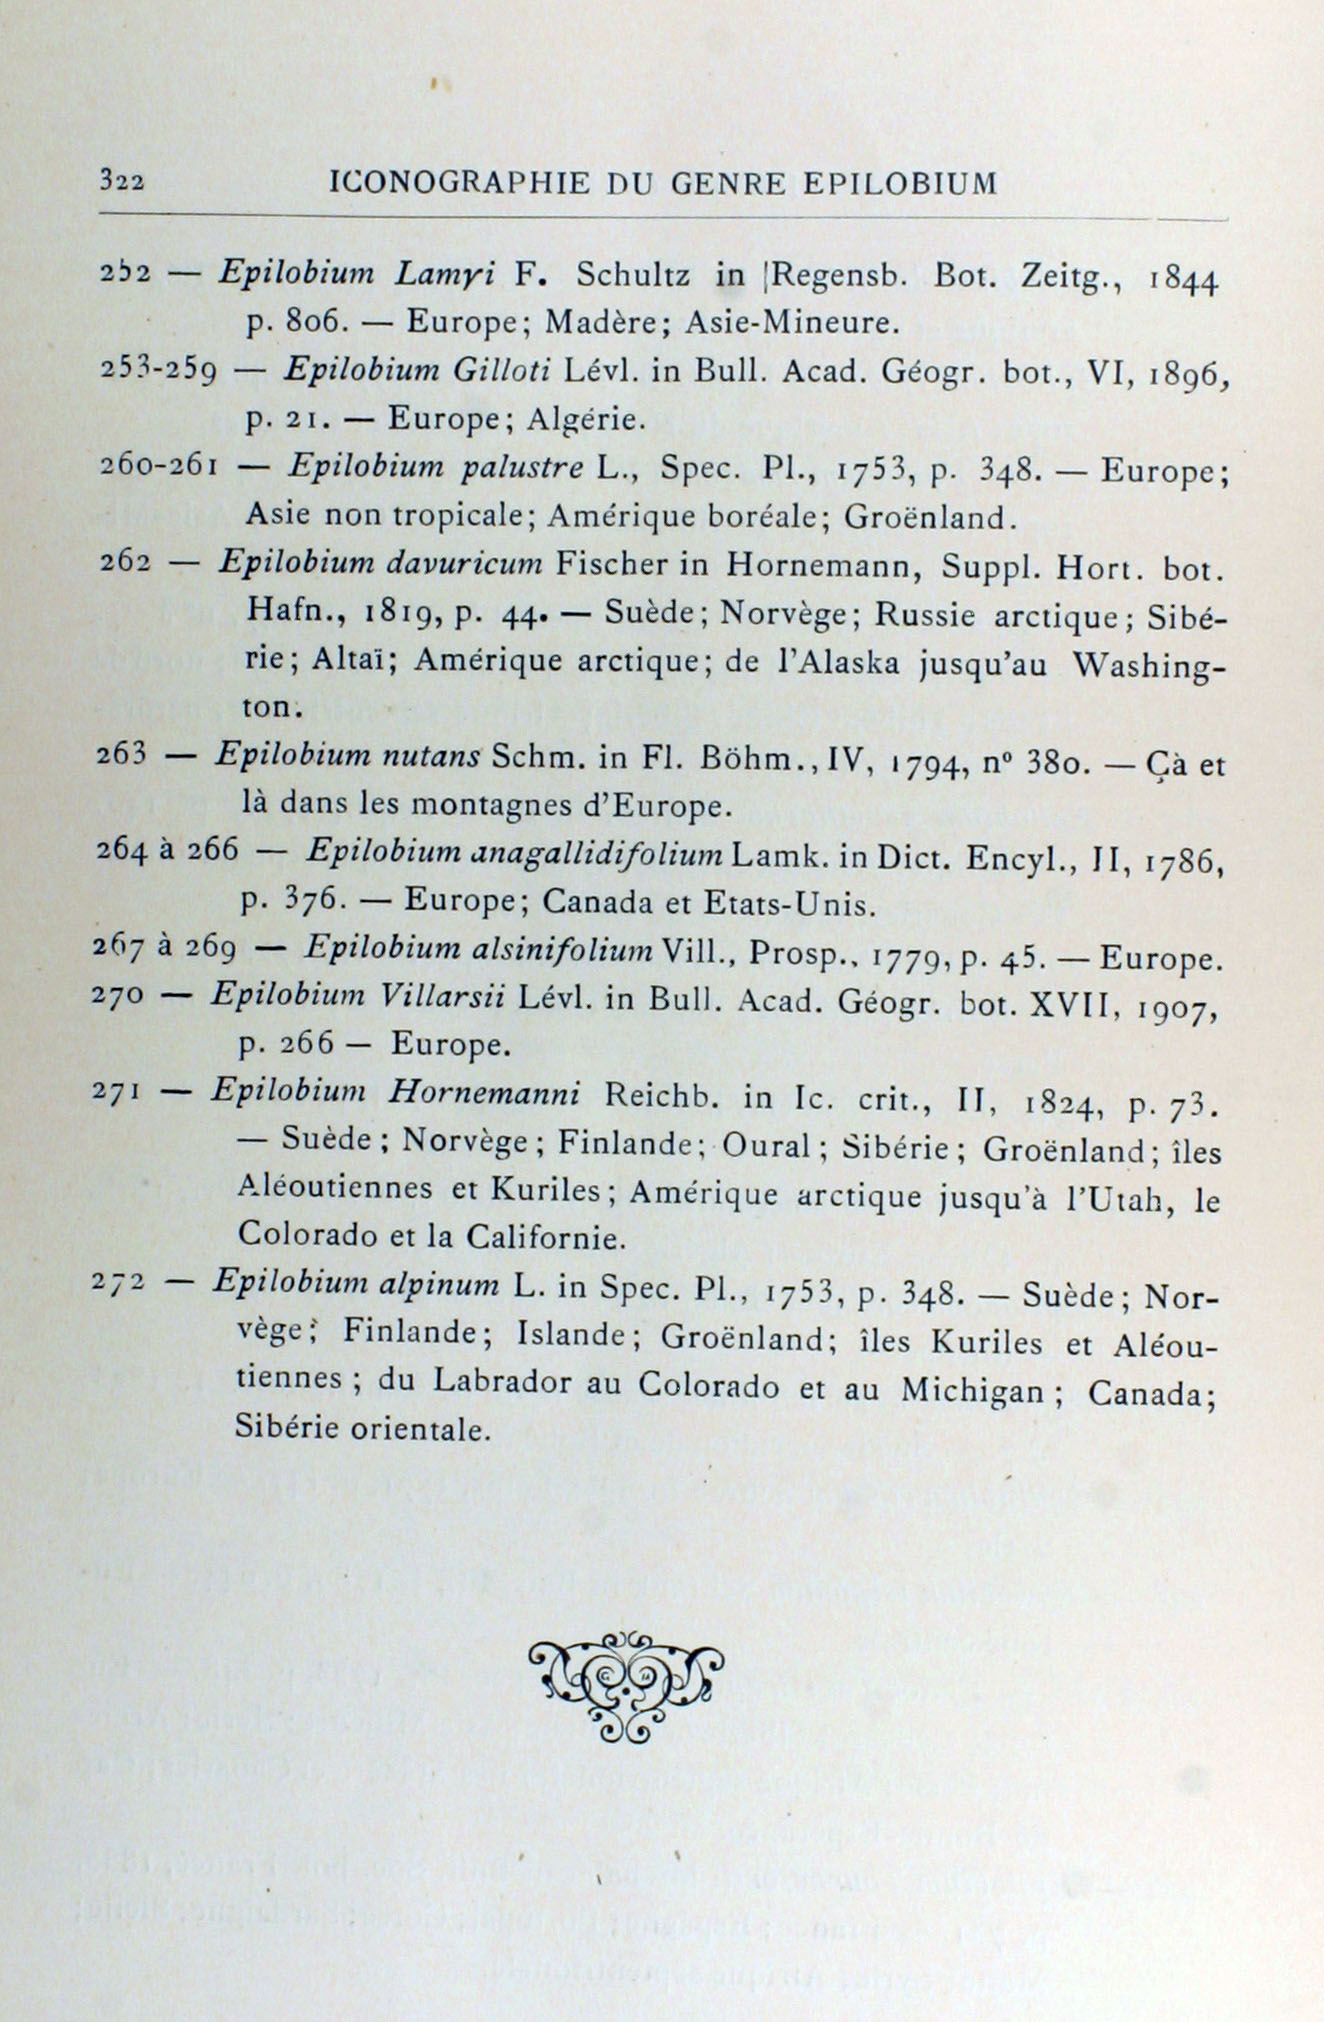 322 ICONOGRAPHIE DU GENRE EPILOBIUM
252 — Epilobium Lamyi F. Schultz in |Regensb. Bot. Zeitg., 1844
p. 806. — Europe; Madère; Asie-Mineure.
253-259 — Epilobium Gilloti Lévl. in Bull. Acad. Géogr. bot., VI, 1896,
p. 21. — Europe; Algérie.
260-261 — Epilobium palustre L., Spec. Pl., 1753, p. 348. — Europe;
Asie non tropicale; Amérique boréale; Groënland.
262 — Epilobium davuricum Fischer in Hornemann, Suppl. Hort. bot.
Hafn., 1819, p. 44. — Suède; Norvège; Russie arctique; Sibé-
rie; Altaï; Amérique arctique; de l'Alaska jusqu'au Washing-
ton.
263 — Epilobium nutans Schm. in Fl. Böhm., IV, 1794, nº 380. — Çà et
là dans les montagnes d'Europe.
264 à 266 — Epilobium anagallidifolium Lamk. in Dict. Encyl., II, 1786,
p. 376. — Europe; Canada et Etats-Unis.
267 à 269 — Epilobium alsinifolium Vill., Prosp., 1779, p. 45. — Europe.
270 — Epilobium Villarsii Lévl. in Bull. Acad. Géogr. bot. XVII, 1907,
p. 266 — Europe.
271 — Epilobium Hornemanni Reichb. in Ic. crit., II, 1824, p. 73.
— Suède; Norvège; Finlande; Oural; Sibérie; Groënland; îles
Aléoutiennes et Kuriles; Amérique arctique jusqu'à l'Utah, le
Colorado et la Californie.
272 — Epilobium alpinum L. in Spec. Pl., 1753, p. 348. — Suède; Nor-
vège; Finlande; Islande; Groënland; îles Kuriles et Aléou-
tiennes; du Labrador au Colorado et au Michigan; Canada;
Sibérie orientale.